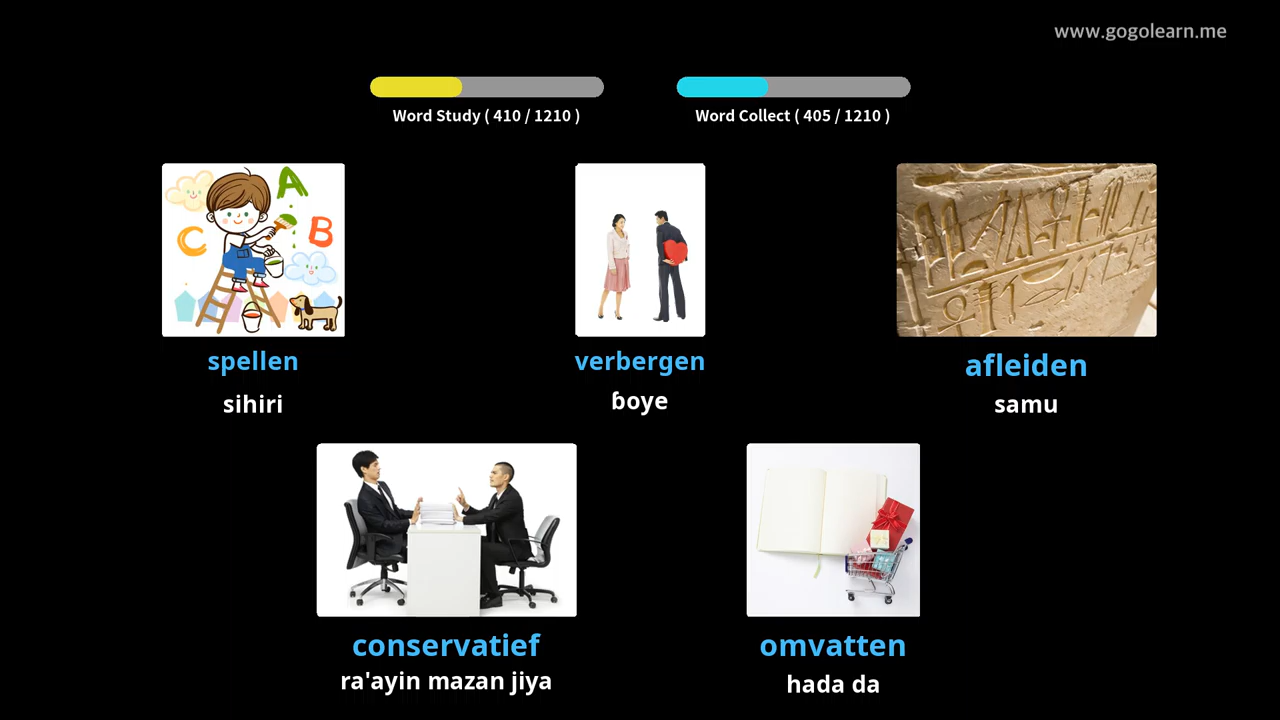 www.gogolearn.me
Word Study ( 410 / 1210 )
Word Collect ( 405 / 1210 )
A
B
C
spellen
verbergen
afleiden
sihiri
ɓoye
samu
conservatief
omvatten
ra'ayin mazan jiya
hada da